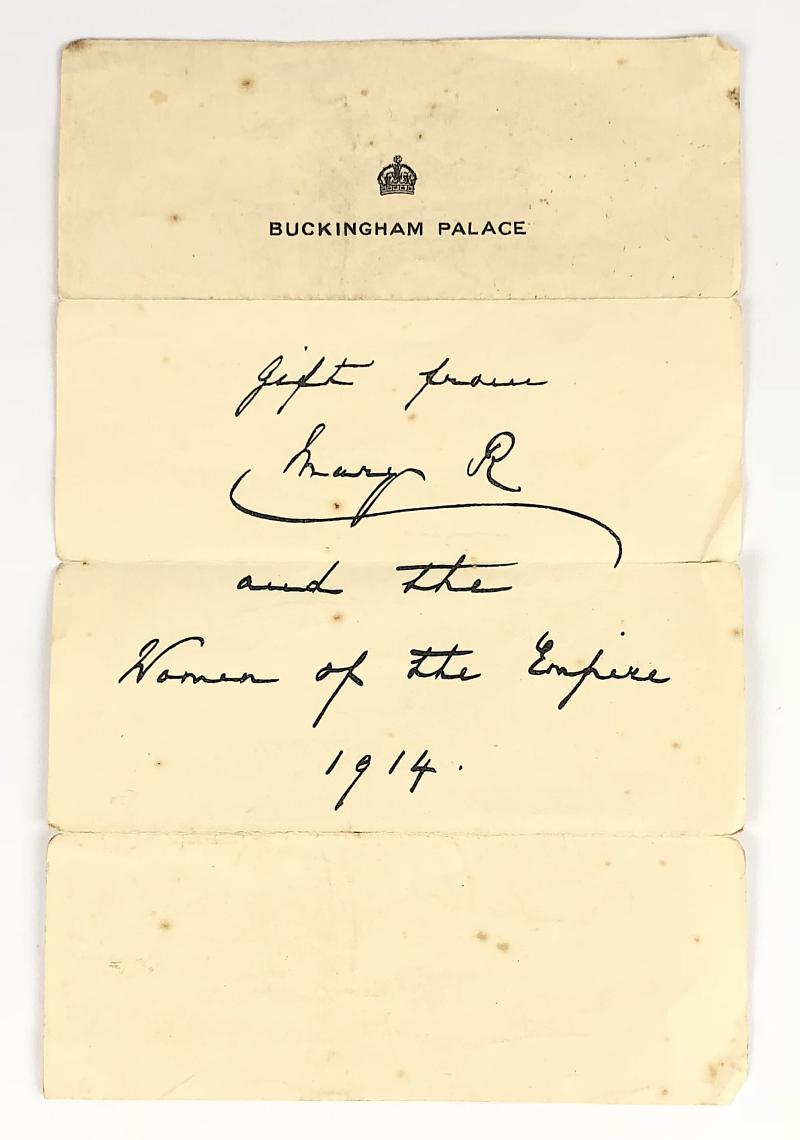 BUCKINGHAM PALACE
Gift from
Mary R
and the
Women of the Empire
1914.